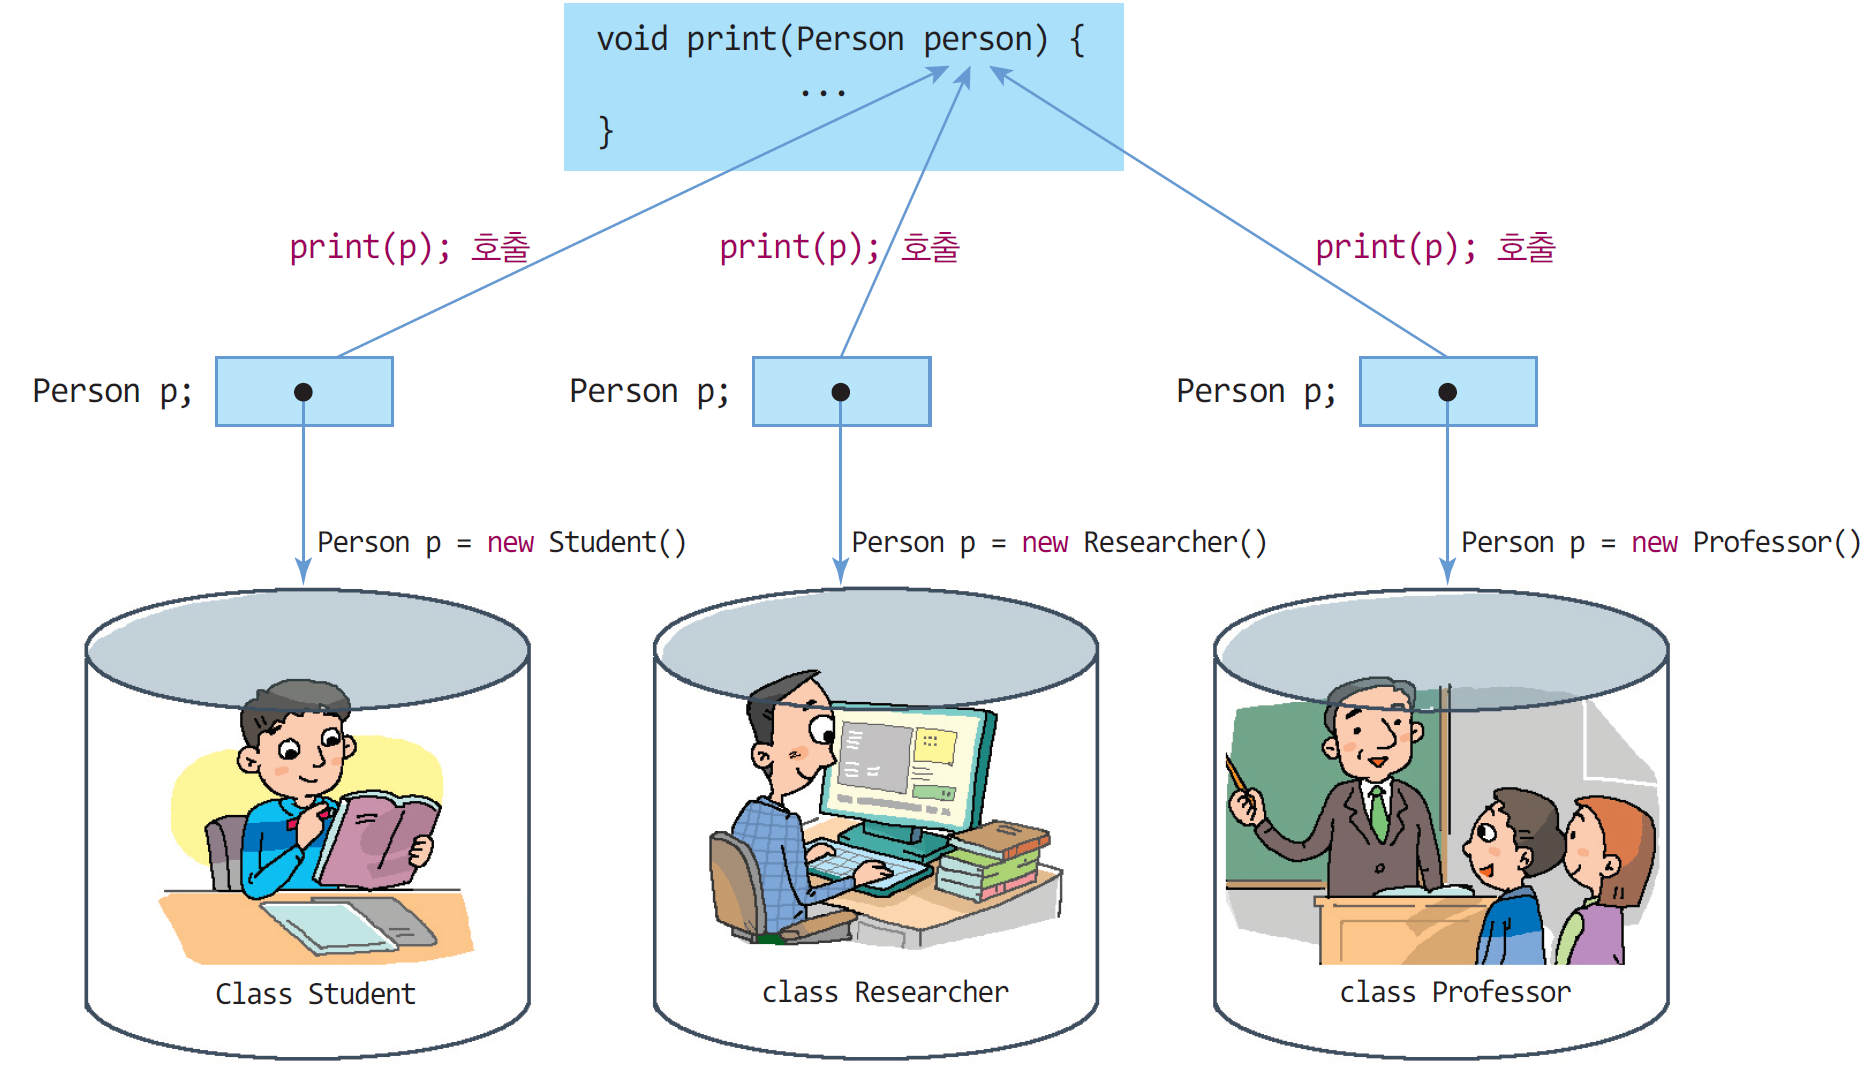 void print(Person person) {
...
}
print(p); 호출
print(p); 호출
print(p); 호출
Person p;
Person p;
Person p;
Person p = new Student()
Person p = new Researcher()
Person p = new Professor()
Class Student
class Researcher
class Professor